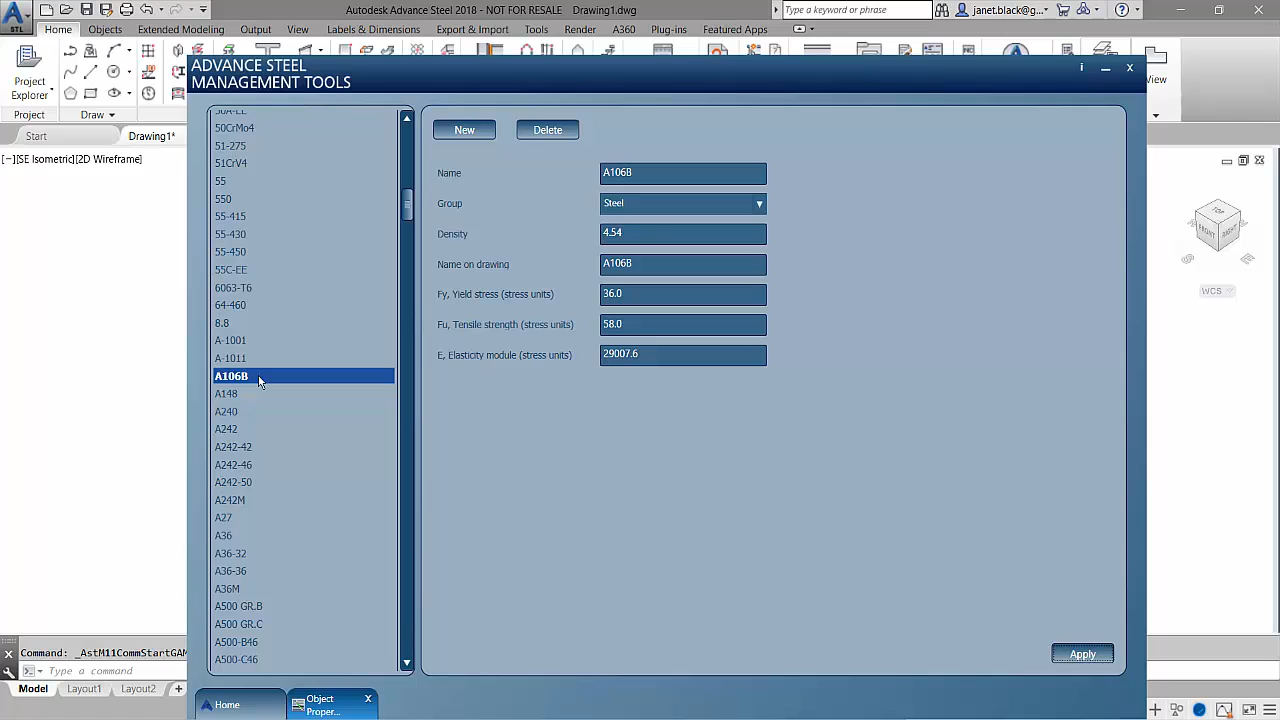 Autodesk Advance Steel 2018 - NOT FOR RESALE Drawing1.dwg
Type a keyword or phrase
janet.black@g...
STL
Home Objects Extended Modeling Output View Labels & Dimensions Export & Import Tools Render A360 Plug-ins Featured Apps
Project
Explorer
Project Draw
View
Start Drawing1*
[−][SE Isometric][2D Wireframe]
ADVANCE STEEL
MANAGEMENT TOOLS
50A-EE
50CrMo4
51-275
51CrV4
55
550
55-415
55-430
55-450
55C-EE
6063-T6
64-460
8.8
A-1001
A-1011
A106B
A148
A240
A242
A242-42
A242-46
A242-50
A242M
A27
A36
A36-32
A36-36
A36M
A500 GR.B
A500 GR.C
A500-B46
A500-C46
New Delete
Name A106B
Group Steel
Density 4.54
Name on drawing A106B
Fy, Yield stress (stress units) 36.0
Fu, Tensile strength (stress units) 58.0
E, Elasticity module (stress units) 29007.6
Apply
Home
Object
Proper...
TOP
FRONT
RIGHT
WCS
Command: _AstM11CommStartGAM
Type a command
Model Layout1 Layout2 +